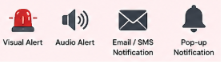 Visual Alert
Audio Alert
Email / SMS
Notification
Pop-up
Notification